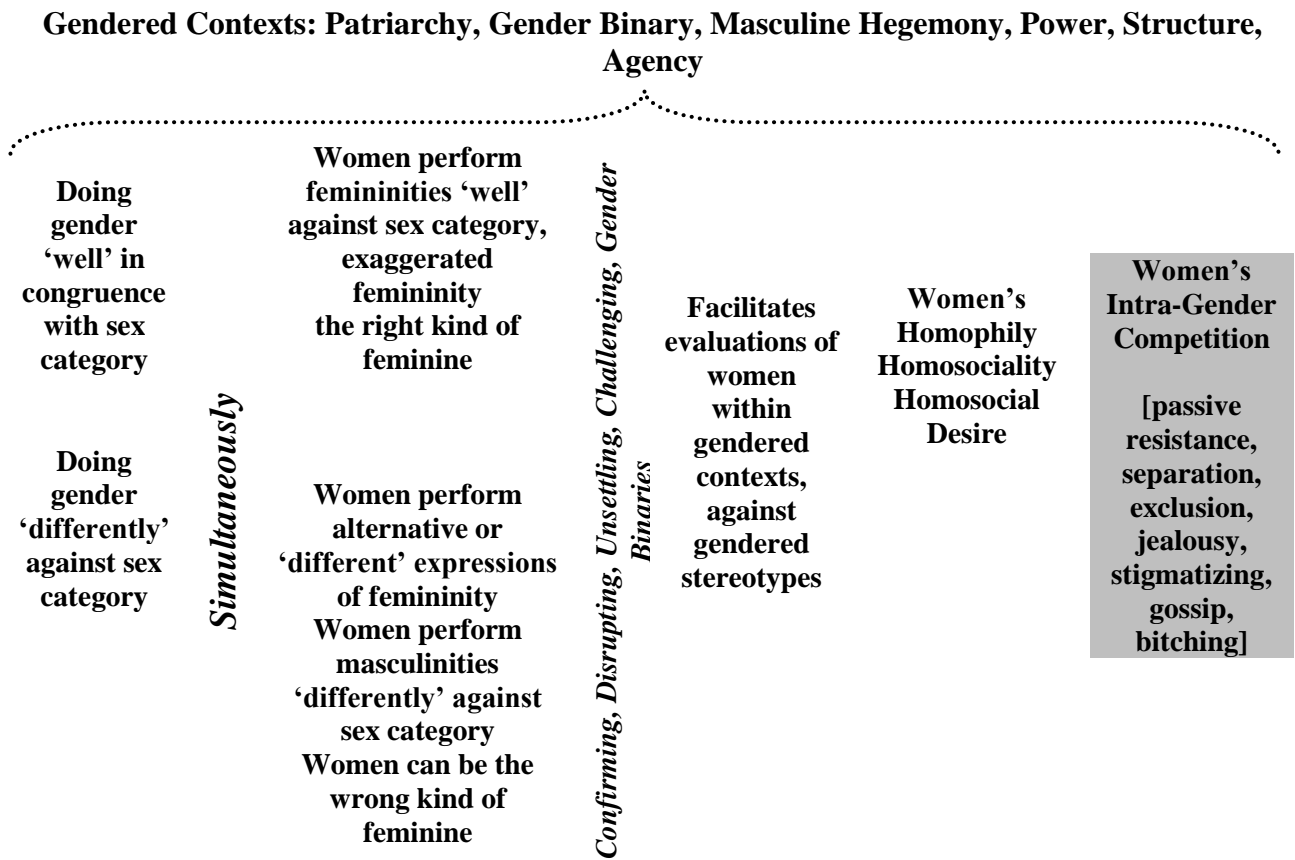 Gendered Contexts: Patriarchy, Gender Binary, Masculine Hegemony, Power, Structure,
Agency
Doing
gender
‘well’ in
congruence
with sex
category
Doing
gender
‘differently’
against sex
category
Simultaneously
Women perform
femininities ‘well’
against sex category,
exaggerated
femininity
the right kind of
feminine
Women perform
alternative or
‘different’ expressions
of femininity
Women perform
masculinities
‘differently’ against
sex category
Women can be the
wrong kind of
feminine
Confirming, Disrupting, Unsettling, Challenging, Gender
Binaries
Facilitates
evaluations of
women
within
gendered
contexts,
against
gendered
stereotypes
Women’s
Homophily
Homosociality
Homosocial
Desire
Women’s
Intra-Gender
Competition
[passive
resistance,
separation,
exclusion,
jealousy,
stigmatizing,
gossip,
bitching]